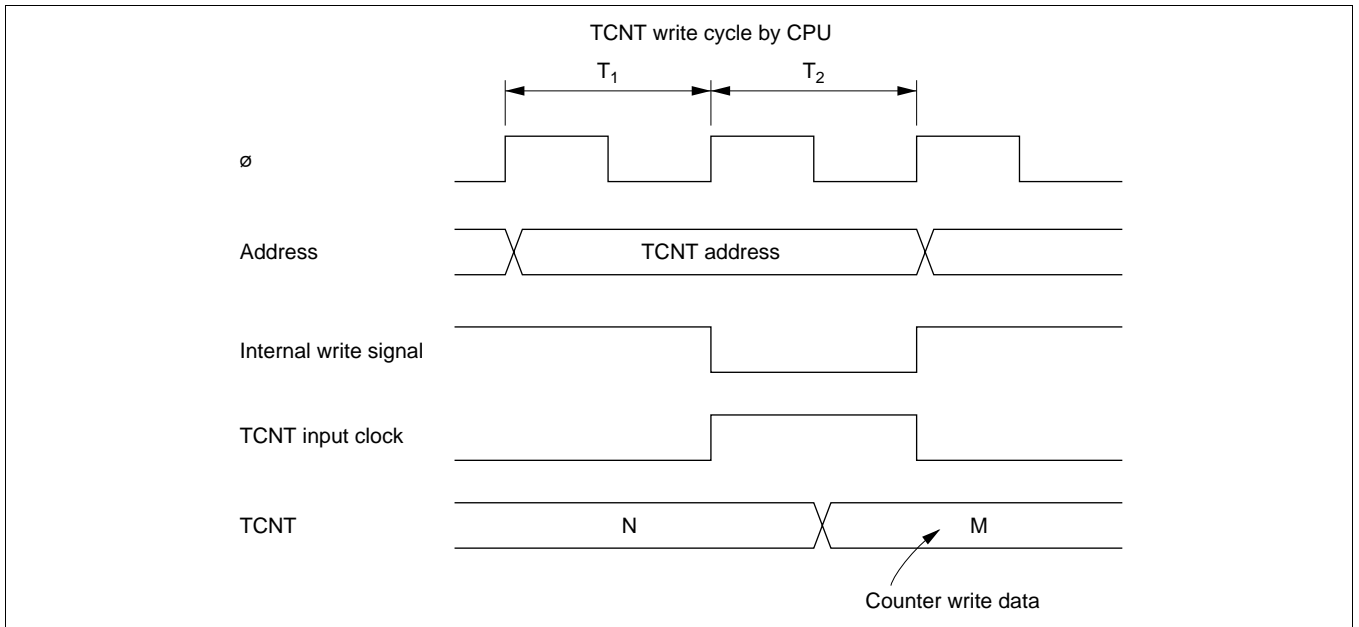 TCNT write cycle by CPU
T₁ T₂
ø
Address TCNT address
Internal write signal
TCNT input clock
TCNT N M
Counter write data